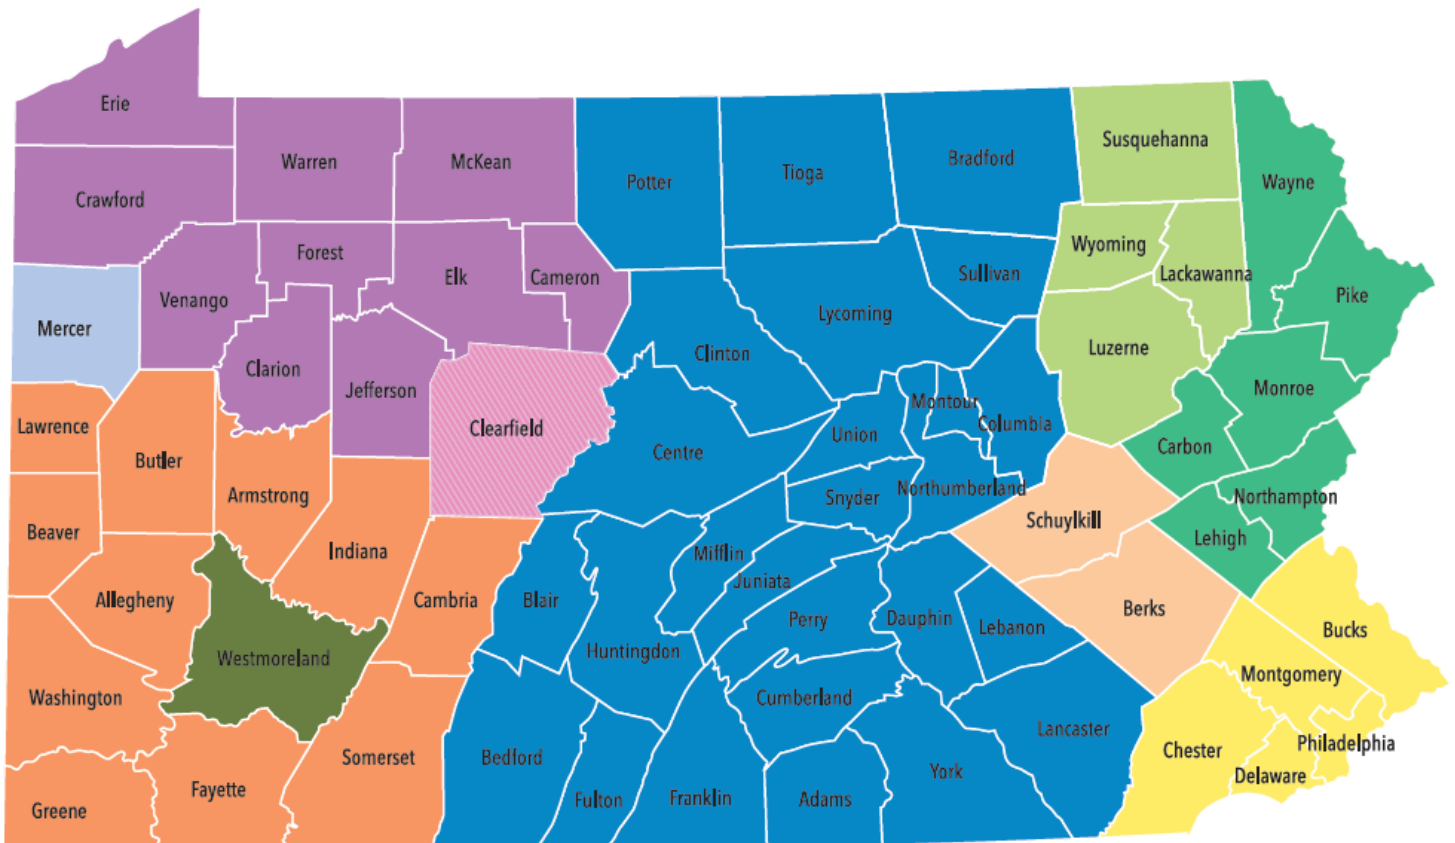 Erie
Warren
McKean
Crawford
Potter
Tioga
Bradford
Susquehanna
Wayne
Forest
Elk
Cameron
Venango
Mercer
Sullivan
Wyoming
Lackawanna
Pike
Lycoming
Clinton
Luzerne
Clarion
Jefferson
Clearfield
Monroe
Lawrence
Butler
Armstrong
Centre
Union
Montour
Columbia
Carbon
Snyder
Northumberland
Northampton
Beaver
Indiana
Schuylkill
Lehigh
Allegheny
Cambria
Blair
Mifflin
Juniata
Perry
Dauphin
Lebanon
Berks
Bucks
Westmoreland
Huntingdon
Montgomery
Washington
Cumberland
Somerset
Bedford
Lancaster
Chester
Philadelphia
Delaware
Greene
Fayette
Fulton
Franklin
Adams
York